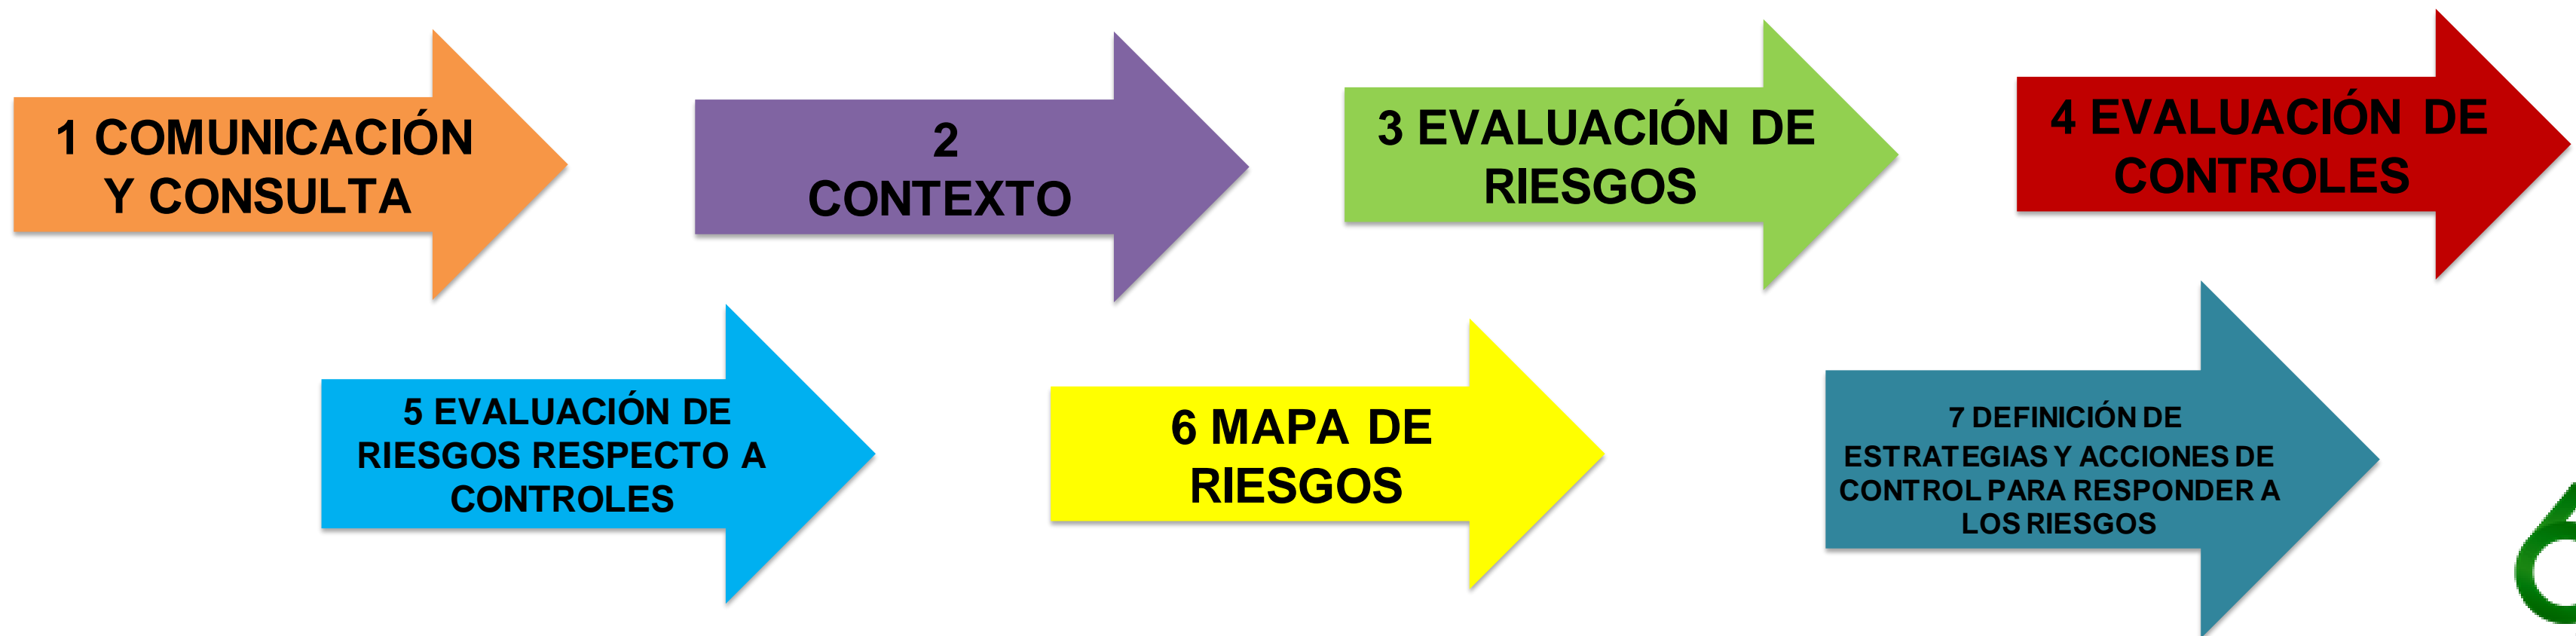 1 COMUNICACIÓN
Y CONSULTA
2
CONTEXTO
3 EVALUACIÓN DE
RIESGOS
4 EVALUACIÓN DE
CONTROLES
5 EVALUACIÓN DE
RIESGOS RESPECTO A
CONTROLES
6 MAPA DE
RIESGOS
7 DEFINICIÓN DE
ESTRATEGIAS Y ACCIONES DE
CONTROL PARA RESPONDER A
LOS RIESGOS